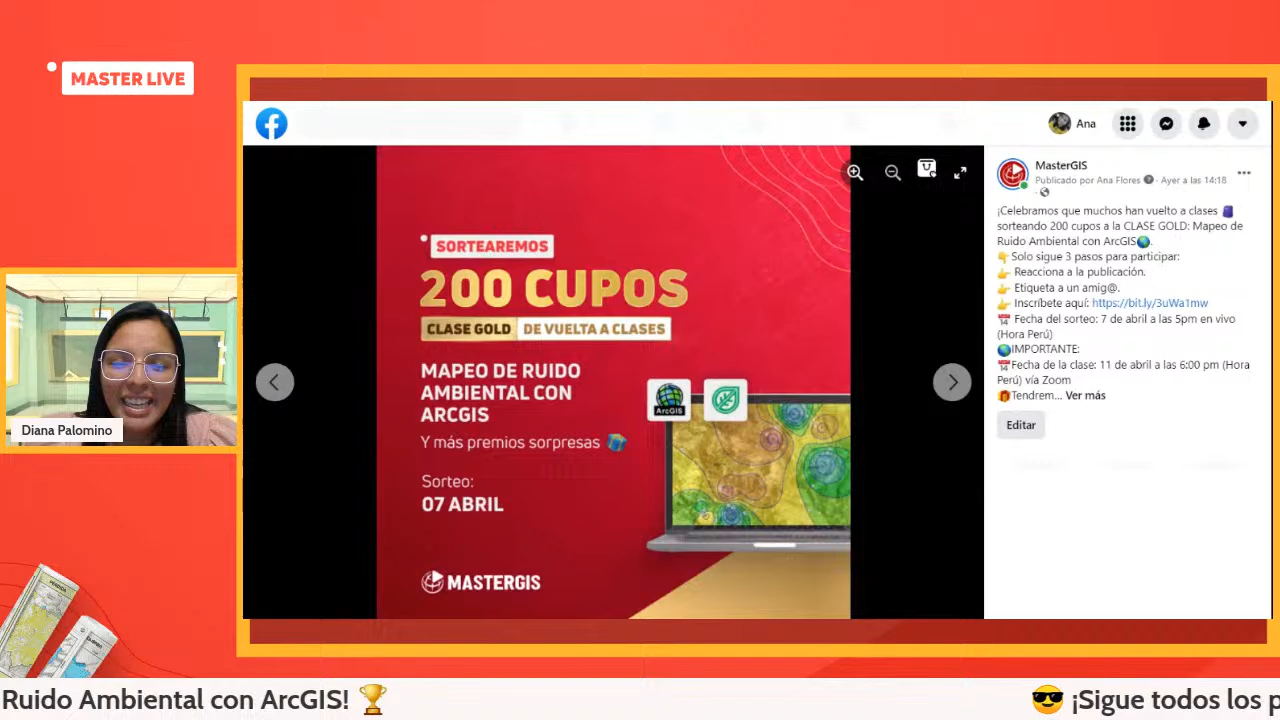 MASTER LIVE
Ana
MasterGIS
Publicado por Ana Flores · Ayer a las 14:18
¡Celebramos que muchos han vuelto a clases
sorteando 200 cupos a la CLASE GOLD: Mapeo de
Ruido Ambiental con ArcGIS🌎.
👇Solo sigue 3 pasos para participar:
👉 Reacciona a la publicación.
👉 Etiqueta a un amig@.
👉 Inscríbete aquí: https://bit.ly/3uWa1mw
📅 Fecha del sorteo: 7 de abril a las 5pm en vivo
(Hora Perú)
🌎IMPORTANTE:
📅Fecha de la clase: 11 de abril a las 6:00 pm (Hora
Perú) vía Zoom
🎁Tendrem... Ver más
Editar
SORTEAREMOS
200 CUPOS
CLASE GOLD DE VUELTA A CLASES
MAPEO DE RUIDO
AMBIENTAL CON
ARCGIS
Y más premios sorpresas
Sorteo:
07 ABRIL
ArcGIS
MASTERGIS
Diana Palomino
Ruido Ambiental con ArcGIS! 🏆
😎 ¡Sigue todos los p